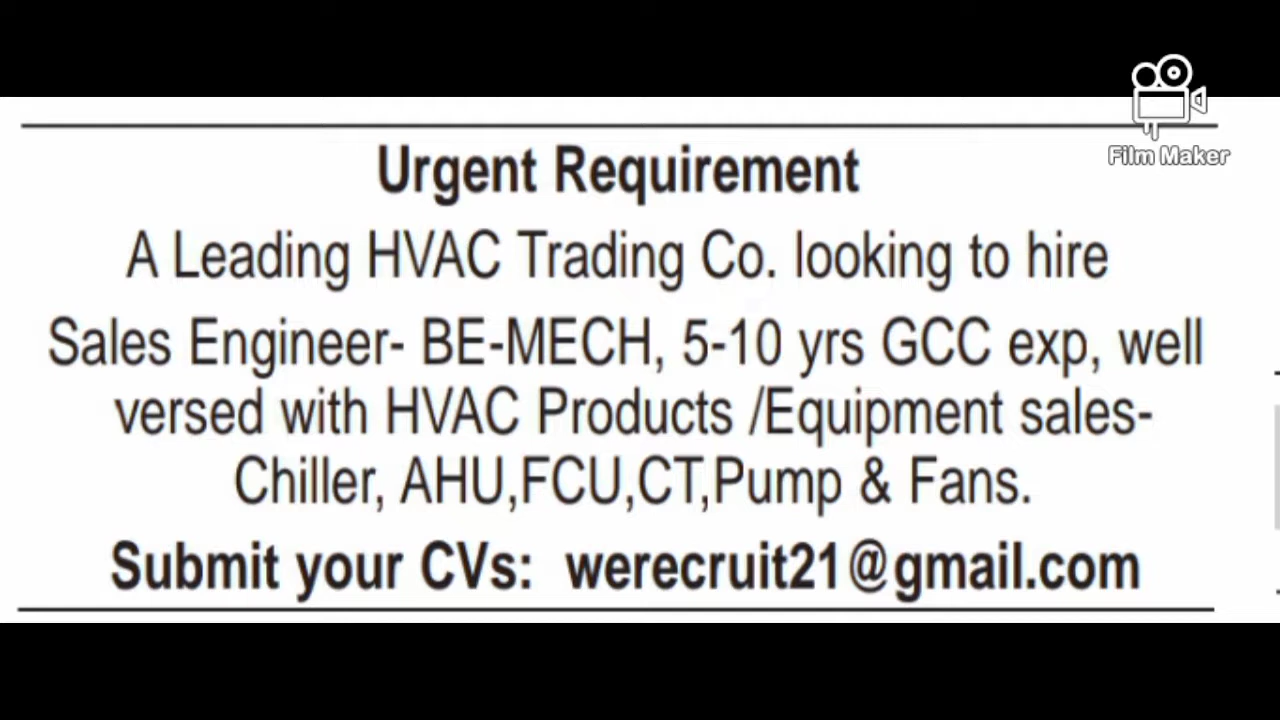 Film Maker
Urgent Requirement
A Leading HVAC Trading Co. looking to hire
Sales Engineer- BE-MECH, 5-10 yrs GCC exp, well
versed with HVAC Products /Equipment sales-
Chiller, AHU,FCU,CT,Pump & Fans.
Submit your CVs: werecruit21@gmail.com